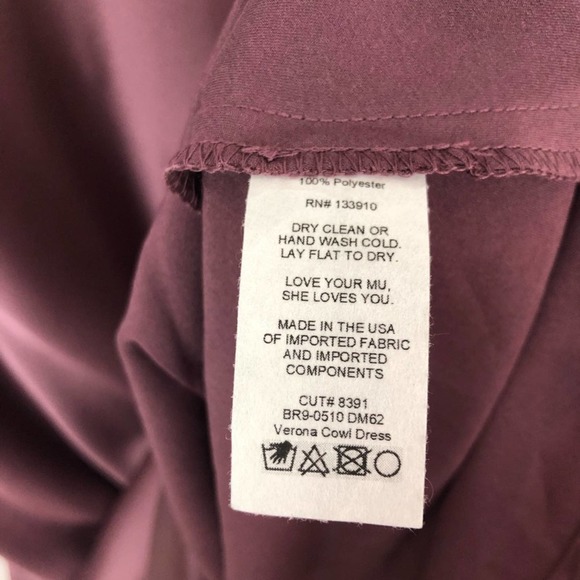 100% Polyester
RN# 133910
DRY CLEAN OR
HAND WASH COLD.
LAY FLAT TO DRY.
LOVE YOUR MU,
SHE LOVES YOU.
MADE IN THE USA
OF IMPORTED FABRIC
AND IMPORTED
COMPONENTS
CUT# 8391
BR9-0510 DM62
Verona Cowl Dress